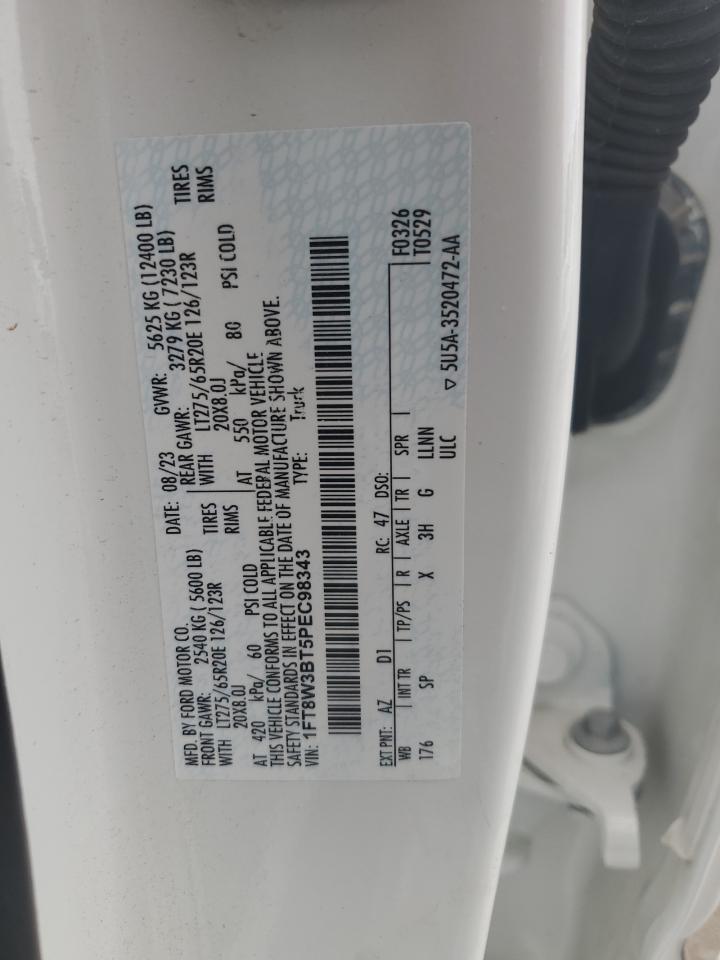 MFD. BY FORD MOTOR CO. DATE: 08/23 GVWR: 5625 KG (12400 LB)
FRONT GAWR: 2540 KG ( 5600 LB) REAR GAWR: 3279 KG ( 7230 LB)
WITH LT275/65R20E 126/123R TIRES WITH LT275/65R20E 126/123R TIRES
20X8.0J RIMS 20X8.0J RIMS
AT 420 kPa/ 60 PSI COLD AT 550 kPa/ 80 PSI COLD
THIS VEHICLE CONFORMS TO ALL APPLICABLE FEDERAL MOTOR VEHICLE
SAFETY STANDARDS IN EFFECT ON THE DATE OF MANUFACTURE SHOWN ABOVE.
VIN: 1FT8W3BT5PEC98343 TYPE: Truck
EXT PNT: AZ D1 RC: 47 DSO: F0326
WB INT TR TP/PS R AXLE TR SPR T0529
176 SP X 3H G LLNN
ULC ▽ 5U5A-3520472-AA